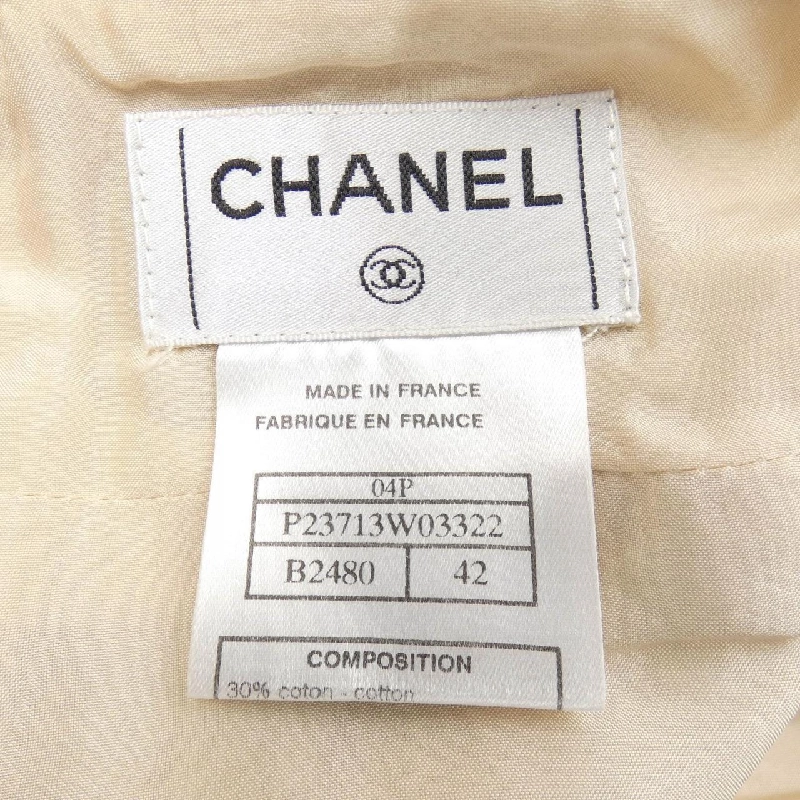 CHANEL
MADE IN FRANCE
FABRIQUE EN FRANCE
04P
P23713W03322
B2480 42
COMPOSITION
30% coton - cotton